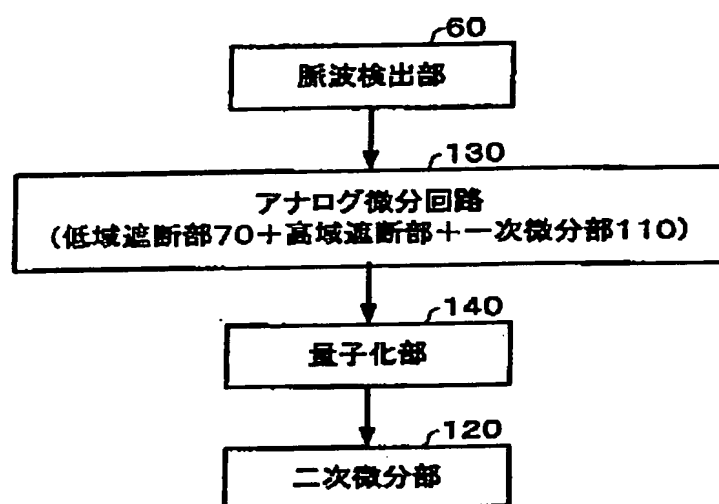 60
脈波検出部
130
アナログ微分回路
(低域遮断部70+高域遮断部+一次微分部110)
140
量子化部
120
二次微分部